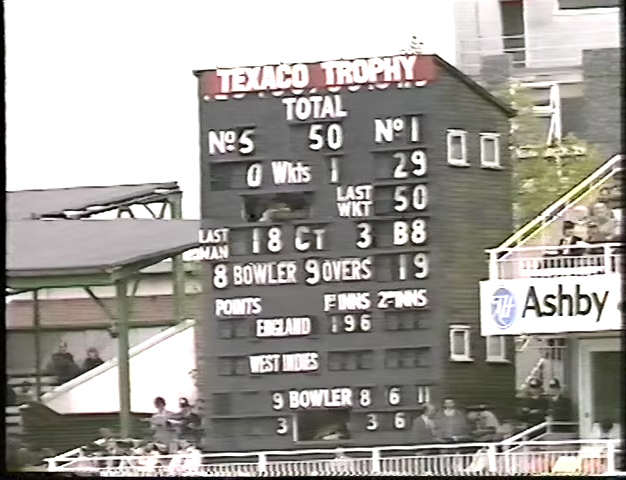 TEXACO TROPHY
TOTAL
Nº5 50 Nº1
0 Wkts 1 29
LAST WKT 50
LAST MAN 18 CT 3 B8
8 BOWLER 9 OVERS 19
POINTS 1ST INNS 2ND INNS
ENGLAND 196
WEST INDIES
9 BOWLER 8 6 11
3 3 6
Ashby